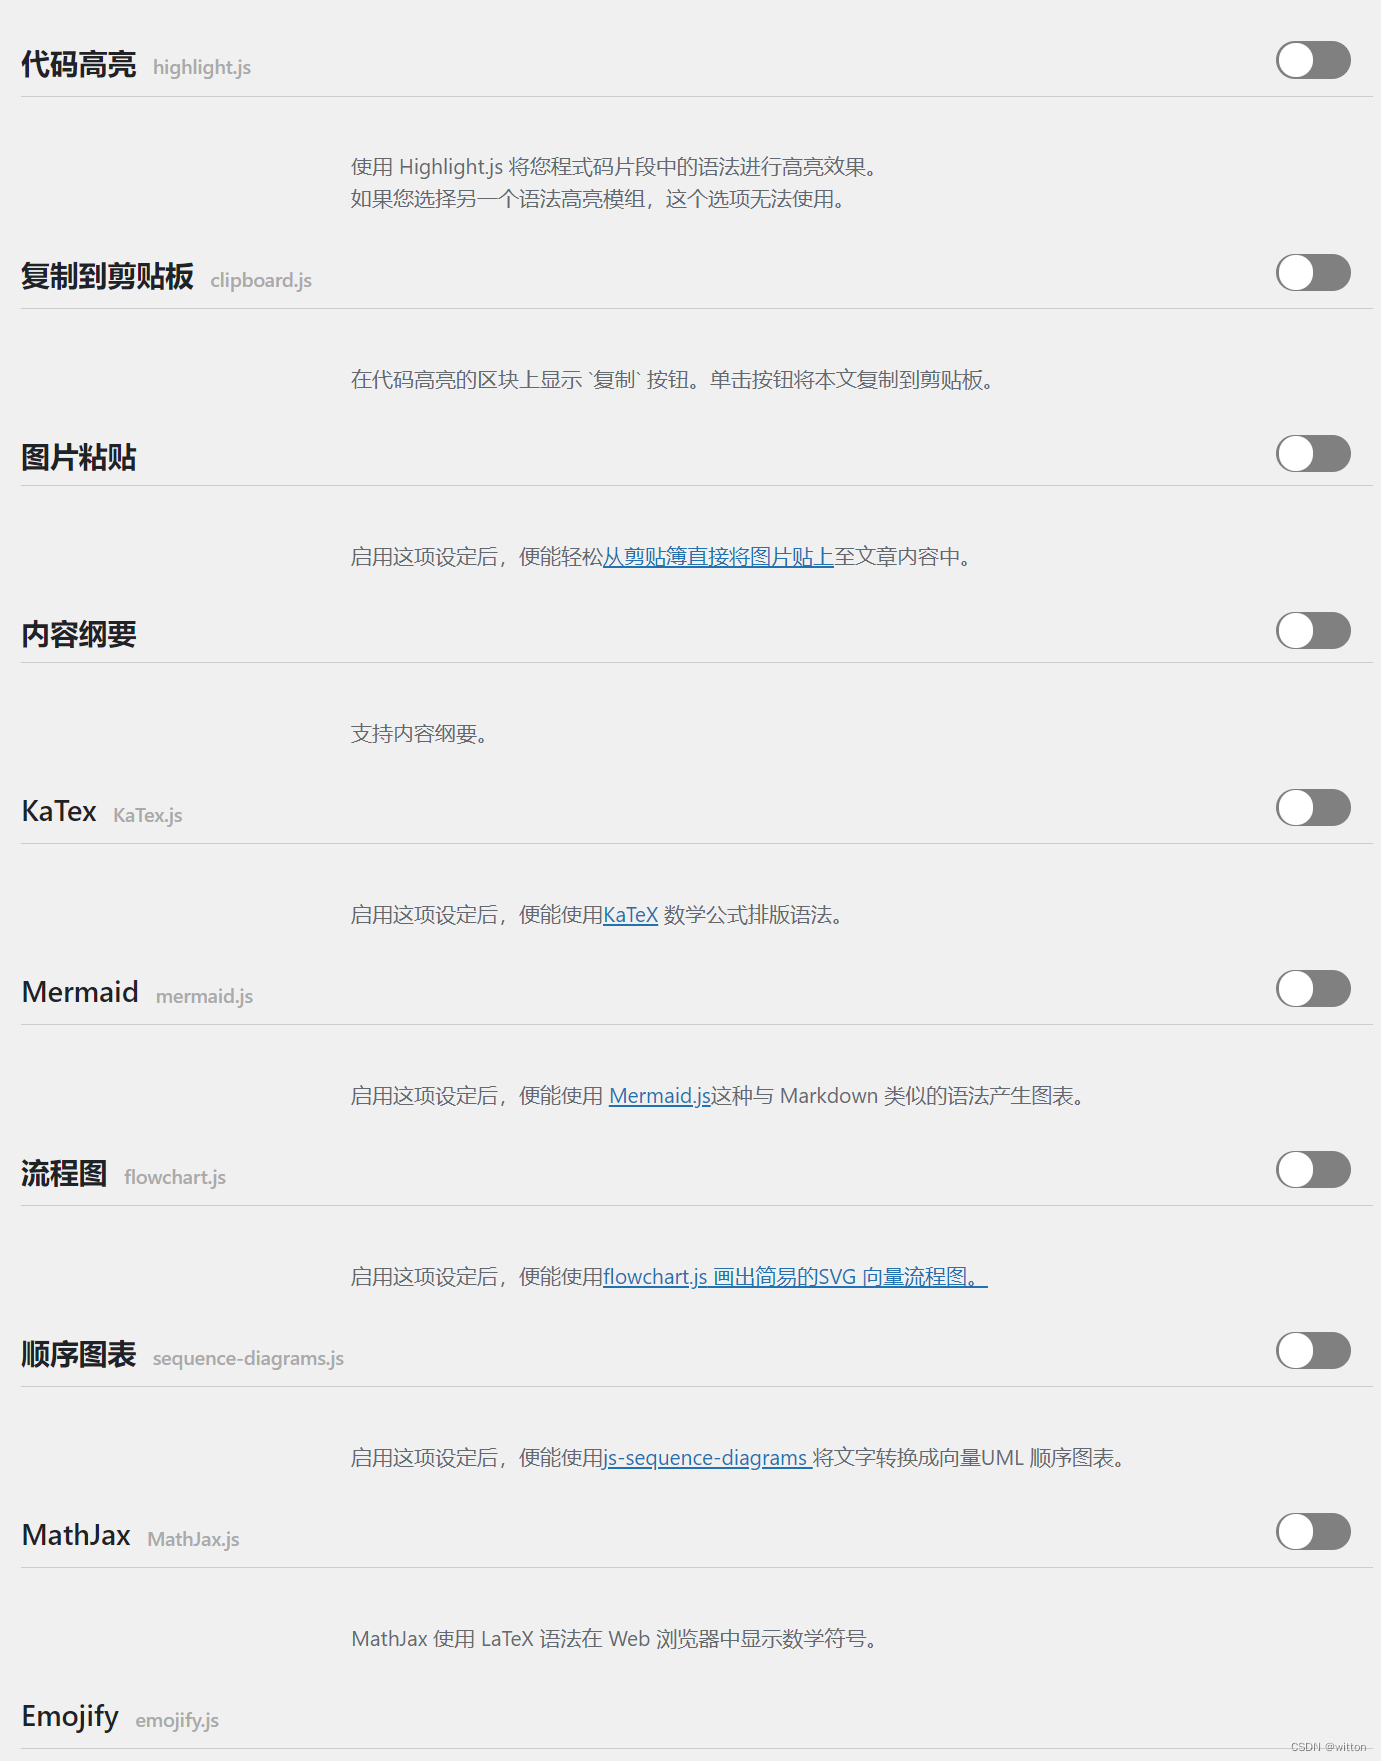 代码高亮 highlight.js
使用 Highlight.js 将您程式码片段中的语法进行高亮效果。
如果您选择另一个语法高亮模组，这个选项无法使用。
复制到剪贴板 clipboard.js
在代码高亮的区块上显示 `复制` 按钮。单击按钮将本文复制到剪贴板。
图片粘贴
启用这项设定后，便能轻松从剪贴簿直接将图片贴上至文章内容中。
内容纲要
支持内容纲要。
KaTex KaTex.js
启用这项设定后，便能使用KaTeX 数学公式排版语法。
Mermaid mermaid.js
启用这项设定后，便能使用 Mermaid.js这种与 Markdown 类似的语法产生图表。
流程图 flowchart.js
启用这项设定后，便能使用flowchart.js 画出简易的SVG 向量流程图。
顺序图表 sequence-diagrams.js
启用这项设定后，便能使用js-sequence-diagrams 将文字转换成向量UML 顺序图表。
MathJax MathJax.js
MathJax 使用 LaTeX 语法在 Web 浏览器中显示数学符号。
Emojify emojify.js
CSDN @witton